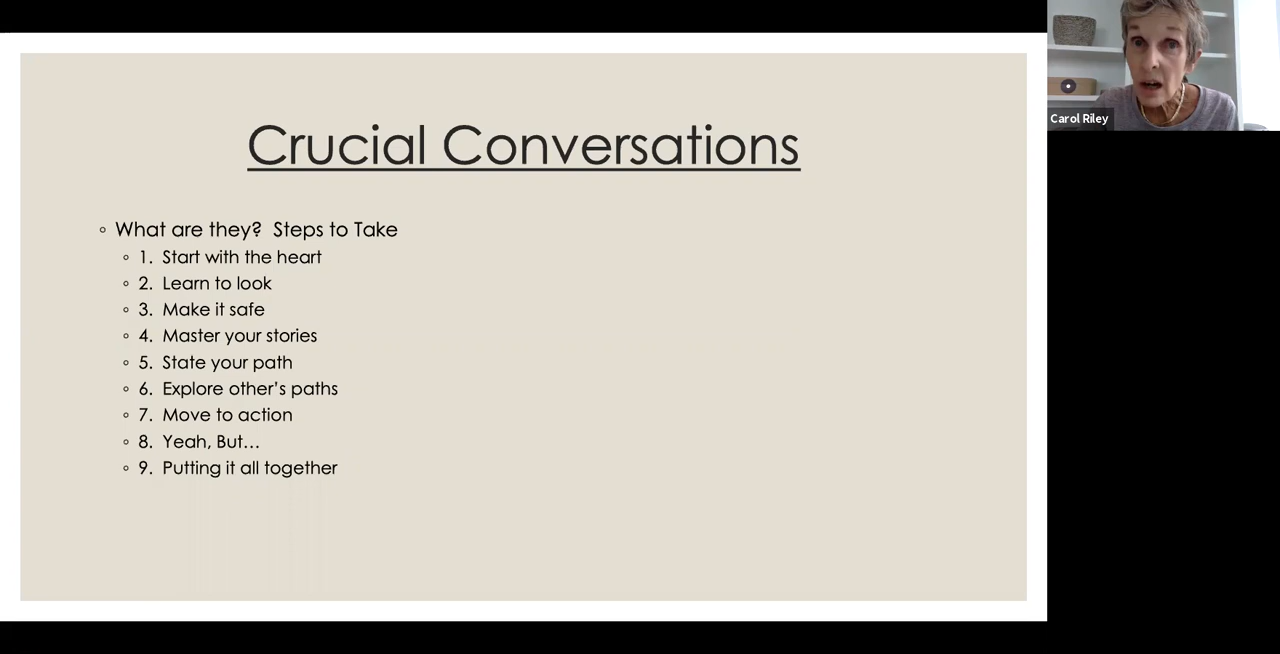 Crucial Conversations
What are they?  Steps to Take
1.  Start with the heart
2.  Learn to look
3.  Make it safe
4.  Master your stories
5.  State your path
6.  Explore other’s paths
7.  Move to action
8.  Yeah, But…
9.  Putting it all together
Carol Riley